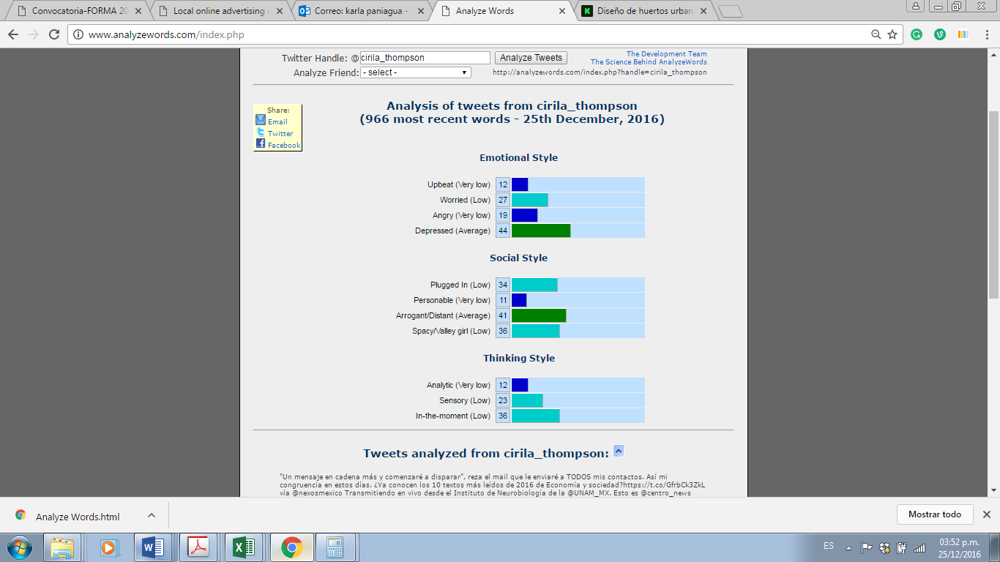 Convocatoria-FORMA 20
Local online advertising
Correo: karla paniagua -
Analyze Words
Diseño de huertos urban
www.analyzewords.com/index.php
Twitter Handle: @ cirila_thompson Analyze Tweets
The Development Team
The Science Behind AnalyzeWords
Analyze Friend: - select -
http://analyzewords.com/index.php?handle=cirila_thompson
Share:
Email
Twitter
Facebook
Analysis of tweets from cirila_thompson
(966 most recent words - 25th December, 2016)
Emotional Style
Upbeat (Very low) 12
Worried (Low) 27
Angry (Very low) 19
Depressed (Average) 44
Social Style
Plugged In (Low) 34
Personable (Very low) 11
Arrogant/Distant (Average) 41
Spacy/Valley girl (Low) 36
Thinking Style
Analytic (Very low) 12
Sensory (Low) 23
In-the-moment (Low) 36
Tweets analyzed from cirila_thompson:
"Un mensaje en cadena más y comenzaré a disparar", reza el mail que le enviaré a TODOS mis contactos. Así mi
congruencia en estos días. ¿Ya conocen los 10 textos más leídos de 2016 de Economía y sociedad?https://t.co/GfrbCk3ZkL
vía @nexosmexico Transmitiendo en vivo desde el Instituto de Neurobiología de la @UNAM_MX. Esto es @centro_news
Analyze Words.html
Mostrar todo
ES
03:52 p.m.
25/12/2016